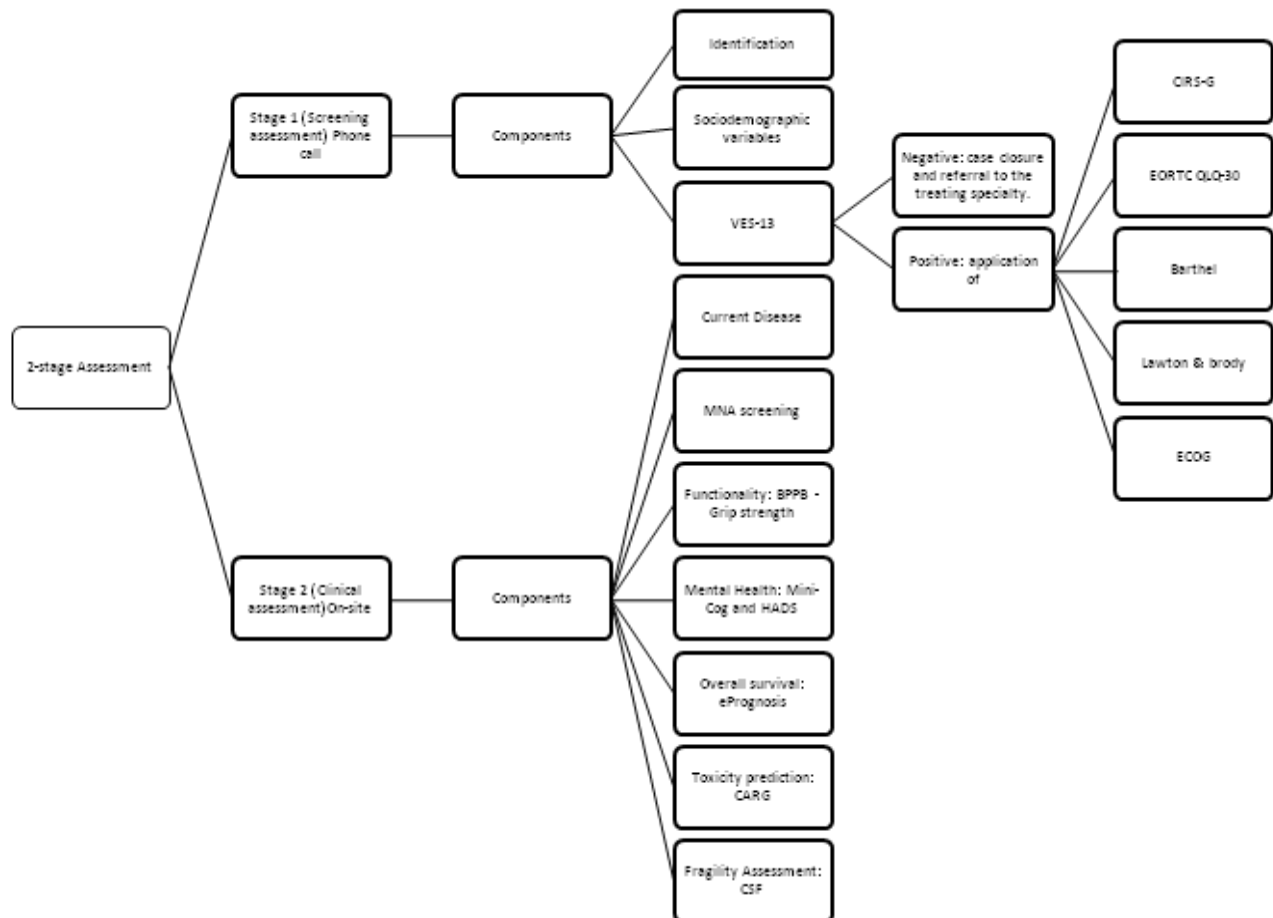 2-stage Assessment
Stage 1 (Screening
assessment) Phone
call
Components
Identification
Sociodemographic
variables
VES-13
Negative: case closure
and referral to the
treating specialty.
Positive: application
of
CIRS-G
EORTC QLQ-30
Barthel
Lawton & brody
ECOG
Stage 2 (Clinical
assessment)On-site
Components
Current Disease
MNA screening
Functionality: BPPB -
Grip strength
Mental Health: Mini-
Cog and HADS
Overall survival:
ePrognosis
Toxicity prediction:
CARG
Fragility Assessment:
CSF